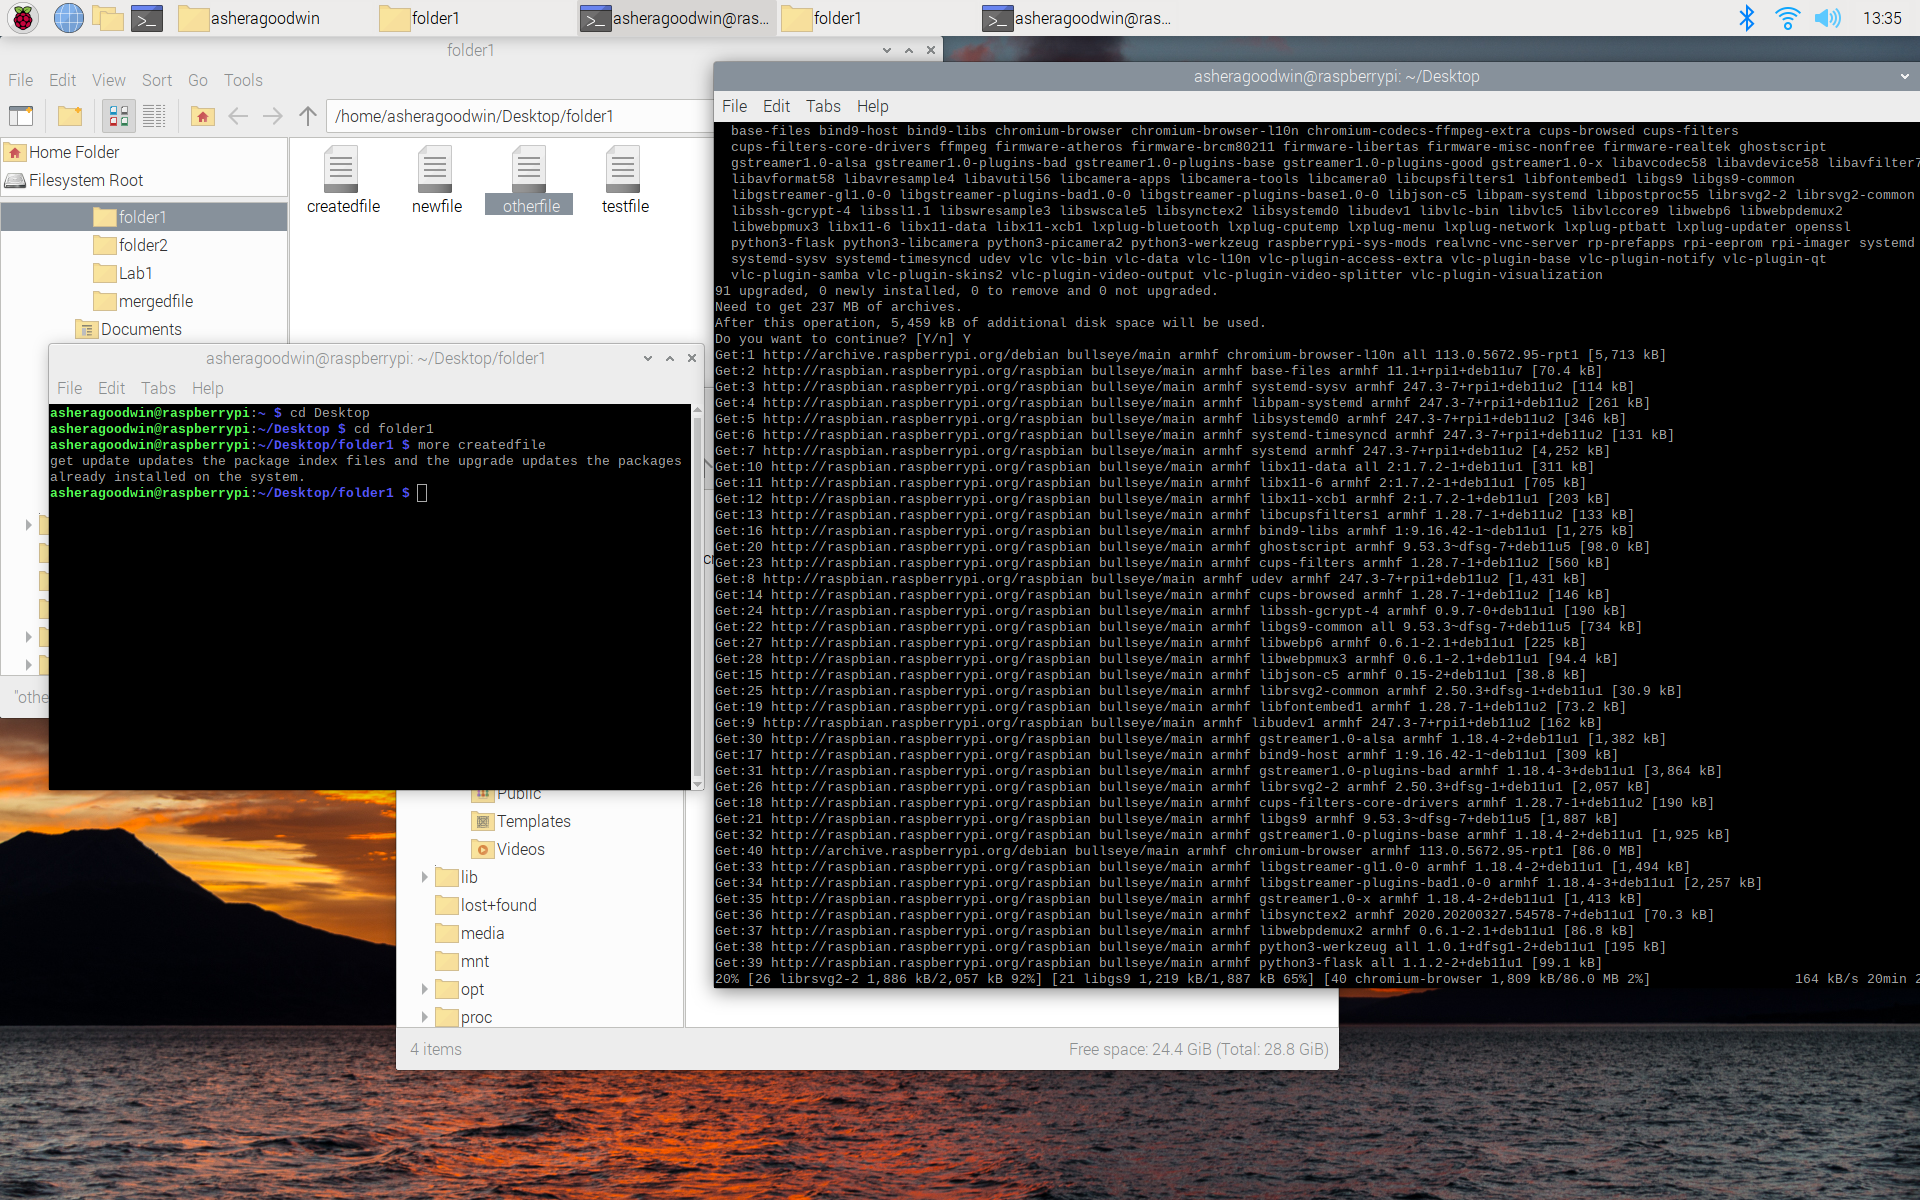 asheragoodwin
folder1
asheragoodwin@ras...
folder1
asheragoodwin@ras...
13:35
folder1
File Edit View Sort Go Tools
/home/asheragoodwin/Desktop/folder1
Home Folder
Filesystem Root
folder1
folder2
Lab1
mergedfile
Documents
createdfile
newfile
otherfile
testfile
"othe
asheragoodwin@raspberrypi: ~/Desktop/folder1
File Edit Tabs Help
asheragoodwin@raspberrypi:~ $ cd Desktop
asheragoodwin@raspberrypi:~/Desktop $ cd folder1
asheragoodwin@raspberrypi:~/Desktop/folder1 $ more createdfile
get update updates the package index files and the upgrade updates the packages
already installed on the system.
asheragoodwin@raspberrypi:~/Desktop/folder1 $
Public
Templates
Videos
lib
lost+found
media
mnt
opt
proc
4 items
Free space: 24.4 GiB (Total: 28.8 GiB)
asheragoodwin@raspberrypi: ~/Desktop
File Edit Tabs Help
base-files bind9-host bind9-libs chromium-browser chromium-browser-l10n chromium-codecs-ffmpeg-extra cups-browsed cups-filters
cups-filters-core-drivers ffmpeg firmware-atheros firmware-brcm80211 firmware-libertas firmware-misc-nonfree firmware-realtek ghostscript
gstreamer1.0-alsa gstreamer1.0-plugins-bad gstreamer1.0-plugins-base gstreamer1.0-plugins-good gstreamer1.0-x libavcodec58 libavdevice58 libavfilter7
libavformat58 libavresample4 libavutil56 libcamera-apps libcamera-tools libcamera0 libcupsfilters1 libfontembed1 libgs9 libgs9-common
libgstreamer-gl1.0-0 libgstreamer-plugins-bad1.0-0 libgstreamer-plugins-base1.0-0 libjson-c5 libpam-systemd libpostproc55 librsvg2-2 librsvg2-common
libssh-gcrypt-4 libssl1.1 libswresample3 libswscale5 libsynctex2 libsystemd0 libudev1 libvlc-bin libvlc5 libvlccore9 libwebp6 libwebpdemux2
libwebpmux3 libx11-6 libx11-data libx11-xcb1 lxplug-bluetooth lxplug-cputemp lxplug-menu lxplug-network lxplug-ptbatt lxplug-updater openssl
python3-flask python3-libcamera python3-picamera2 python3-werkzeug raspberrypi-sys-mods realvnc-vnc-server rp-prefapps rpi-eeprom rpi-imager systemd
systemd-sysv systemd-timesyncd udev vlc vlc-bin vlc-data vlc-l10n vlc-plugin-access-extra vlc-plugin-base vlc-plugin-notify vlc-plugin-qt
vlc-plugin-samba vlc-plugin-skins2 vlc-plugin-video-output vlc-plugin-video-splitter vlc-plugin-visualization
91 upgraded, 0 newly installed, 0 to remove and 0 not upgraded.
Need to get 237 MB of archives.
After this operation, 5,459 kB of additional disk space will be used.
Do you want to continue? [Y/n] Y
Get:1 http://archive.raspberrypi.org/debian bullseye/main armhf chromium-browser-l10n all 113.0.5672.95-rpt1 [5,713 kB]
Get:2 http://raspbian.raspberrypi.org/raspbian bullseye/main armhf base-files armhf 11.1+rpi1+deb11u7 [70.4 kB]
Get:3 http://raspbian.raspberrypi.org/raspbian bullseye/main armhf systemd-sysv armhf 247.3-7+rpi1+deb11u2 [114 kB]
Get:4 http://raspbian.raspberrypi.org/raspbian bullseye/main armhf libpam-systemd armhf 247.3-7+rpi1+deb11u2 [261 kB]
Get:5 http://raspbian.raspberrypi.org/raspbian bullseye/main armhf libsystemd0 armhf 247.3-7+rpi1+deb11u2 [346 kB]
Get:6 http://raspbian.raspberrypi.org/raspbian bullseye/main armhf systemd-timesyncd armhf 247.3-7+rpi1+deb11u2 [131 kB]
Get:7 http://raspbian.raspberrypi.org/raspbian bullseye/main armhf systemd armhf 247.3-7+rpi1+deb11u2 [4,252 kB]
Get:10 http://raspbian.raspberrypi.org/raspbian bullseye/main armhf libx11-data all 2:1.7.2-1+deb11u1 [311 kB]
Get:11 http://raspbian.raspberrypi.org/raspbian bullseye/main armhf libx11-6 armhf 2:1.7.2-1+deb11u1 [705 kB]
Get:12 http://raspbian.raspberrypi.org/raspbian bullseye/main armhf libx11-xcb1 armhf 2:1.7.2-1+deb11u1 [203 kB]
Get:13 http://raspbian.raspberrypi.org/raspbian bullseye/main armhf libcupsfilters1 armhf 1.28.7-1+deb11u2 [133 kB]
Get:16 http://raspbian.raspberrypi.org/raspbian bullseye/main armhf bind9-libs armhf 1:9.16.42-1~deb11u1 [1,275 kB]
Get:20 http://raspbian.raspberrypi.org/raspbian bullseye/main armhf ghostscript armhf 9.53.3~dfsg-7+deb11u5 [98.0 kB]
Get:23 http://raspbian.raspberrypi.org/raspbian bullseye/main armhf cups-filters armhf 1.28.7-1+deb11u2 [560 kB]
Get:8 http://raspbian.raspberrypi.org/raspbian bullseye/main armhf udev armhf 247.3-7+rpi1+deb11u2 [1,431 kB]
Get:14 http://raspbian.raspberrypi.org/raspbian bullseye/main armhf cups-browsed armhf 1.28.7-1+deb11u2 [146 kB]
Get:24 http://raspbian.raspberrypi.org/raspbian bullseye/main armhf libssh-gcrypt-4 armhf 0.9.7-0+deb11u1 [190 kB]
Get:22 http://raspbian.raspberrypi.org/raspbian bullseye/main armhf libgs9-common all 9.53.3~dfsg-7+deb11u5 [734 kB]
Get:27 http://raspbian.raspberrypi.org/raspbian bullseye/main armhf libwebp6 armhf 0.6.1-2.1+deb11u1 [225 kB]
Get:28 http://raspbian.raspberrypi.org/raspbian bullseye/main armhf libwebpmux3 armhf 0.6.1-2.1+deb11u1 [94.4 kB]
Get:15 http://raspbian.raspberrypi.org/raspbian bullseye/main armhf libjson-c5 armhf 0.15-2+deb11u1 [38.8 kB]
Get:25 http://raspbian.raspberrypi.org/raspbian bullseye/main armhf librsvg2-common armhf 2.50.3+dfsg-1+deb11u1 [30.9 kB]
Get:19 http://raspbian.raspberrypi.org/raspbian bullseye/main armhf libfontembed1 armhf 1.28.7-1+deb11u2 [73.2 kB]
Get:9 http://raspbian.raspberrypi.org/raspbian bullseye/main armhf libudev1 armhf 247.3-7+rpi1+deb11u2 [162 kB]
Get:30 http://raspbian.raspberrypi.org/raspbian bullseye/main armhf gstreamer1.0-alsa armhf 1.18.4-2+deb11u1 [1,382 kB]
Get:17 http://raspbian.raspberrypi.org/raspbian bullseye/main armhf bind9-host armhf 1:9.16.42-1~deb11u1 [309 kB]
Get:31 http://raspbian.raspberrypi.org/raspbian bullseye/main armhf gstreamer1.0-plugins-bad armhf 1.18.4-3+deb11u1 [3,864 kB]
Get:26 http://raspbian.raspberrypi.org/raspbian bullseye/main armhf librsvg2-2 armhf 2.50.3+dfsg-1+deb11u1 [2,057 kB]
Get:18 http://raspbian.raspberrypi.org/raspbian bullseye/main armhf cups-filters-core-drivers armhf 1.28.7-1+deb11u2 [190 kB]
Get:21 http://raspbian.raspberrypi.org/raspbian bullseye/main armhf libgs9 armhf 9.53.3~dfsg-7+deb11u5 [1,887 kB]
Get:32 http://raspbian.raspberrypi.org/raspbian bullseye/main armhf gstreamer1.0-plugins-base armhf 1.18.4-2+deb11u1 [1,925 kB]
Get:40 http://archive.raspberrypi.org/debian bullseye/main armhf chromium-browser armhf 113.0.5672.95-rpt1 [86.0 MB]
Get:33 http://raspbian.raspberrypi.org/raspbian bullseye/main armhf libgstreamer-gl1.0-0 armhf 1.18.4-2+deb11u1 [1,494 kB]
Get:34 http://raspbian.raspberrypi.org/raspbian bullseye/main armhf libgstreamer-plugins-bad1.0-0 armhf 1.18.4-3+deb11u1 [2,257 kB]
Get:35 http://raspbian.raspberrypi.org/raspbian bullseye/main armhf gstreamer1.0-x armhf 1.18.4-2+deb11u1 [1,413 kB]
Get:36 http://raspbian.raspberrypi.org/raspbian bullseye/main armhf libsynctex2 armhf 2020.20200327.54578-7+deb11u1 [70.3 kB]
Get:37 http://raspbian.raspberrypi.org/raspbian bullseye/main armhf libwebpdemux2 armhf 0.6.1-2.1+deb11u1 [86.8 kB]
Get:38 http://raspbian.raspberrypi.org/raspbian bullseye/main armhf python3-werkzeug all 1.0.1+dfsg1-2+deb11u1 [195 kB]
Get:39 http://raspbian.raspberrypi.org/raspbian bullseye/main armhf python3-flask all 1.1.2-2+deb11u1 [99.1 kB]
20% [26 librsvg2-2 1,886 kB/2,057 kB 92%] [21 libgs9 1,219 kB/1,887 kB 65%] [40 chromium-browser 1,809 kB/86.0 MB 2%] 164 kB/s 20min 2